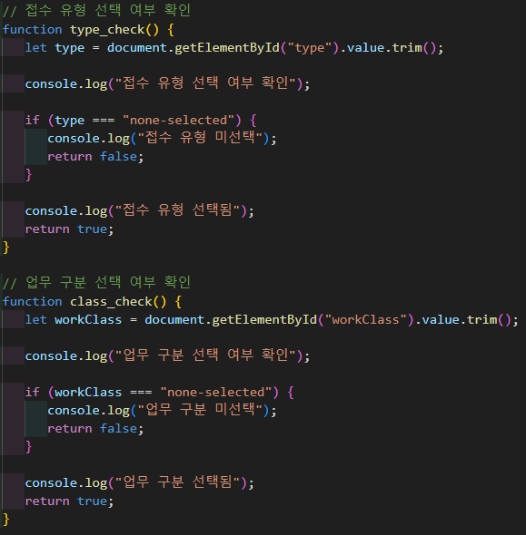 // 접수 유형 선택 여부 확인
function type_check() {
let type = document.getElementById("type").value.trim();
console.log("접수 유형 선택 여부 확인");
if (type === "none-selected") {
console.log("접수 유형 미선택");
return false;
}
console.log("접수 유형 선택됨");
return true;
}
// 업무 구분 선택 여부 확인
function class_check() {
let workClass = document.getElementById("workClass").value.trim();
console.log("업무 구분 선택 여부 확인");
if (workClass === "none-selected") {
console.log("업무 구분 미선택");
return false;
}
console.log("업무 구분 선택됨");
return true;
}